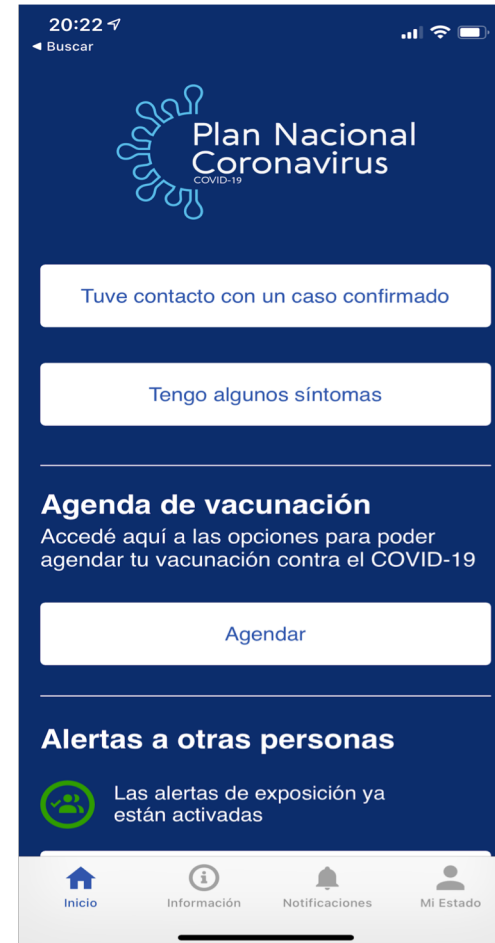 20:22
Buscar
Plan Nacional
Coronavirus
COVID-19
Tuve contacto con un caso confirmado
Tengo algunos síntomas
Agenda de vacunación
Accedé aquí a las opciones para poder
agendar tu vacunación contra el COVID-19
Agendar
Alertas a otras personas
Las alertas de exposición ya
están activadas
Inicio
Información
Notificaciones
Mi Estado